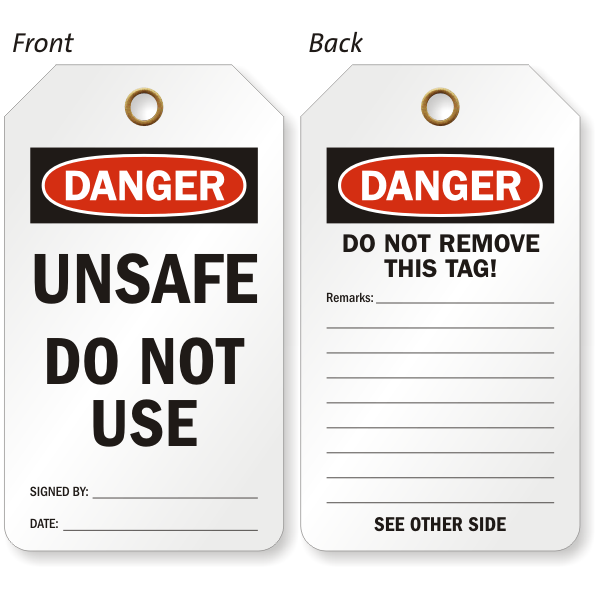 Front
DANGER
UNSAFE
DO NOT
USE
SIGNED BY:
DATE:
Back
DANGER
DO NOT REMOVE
THIS TAG!
Remarks:
SEE OTHER SIDE